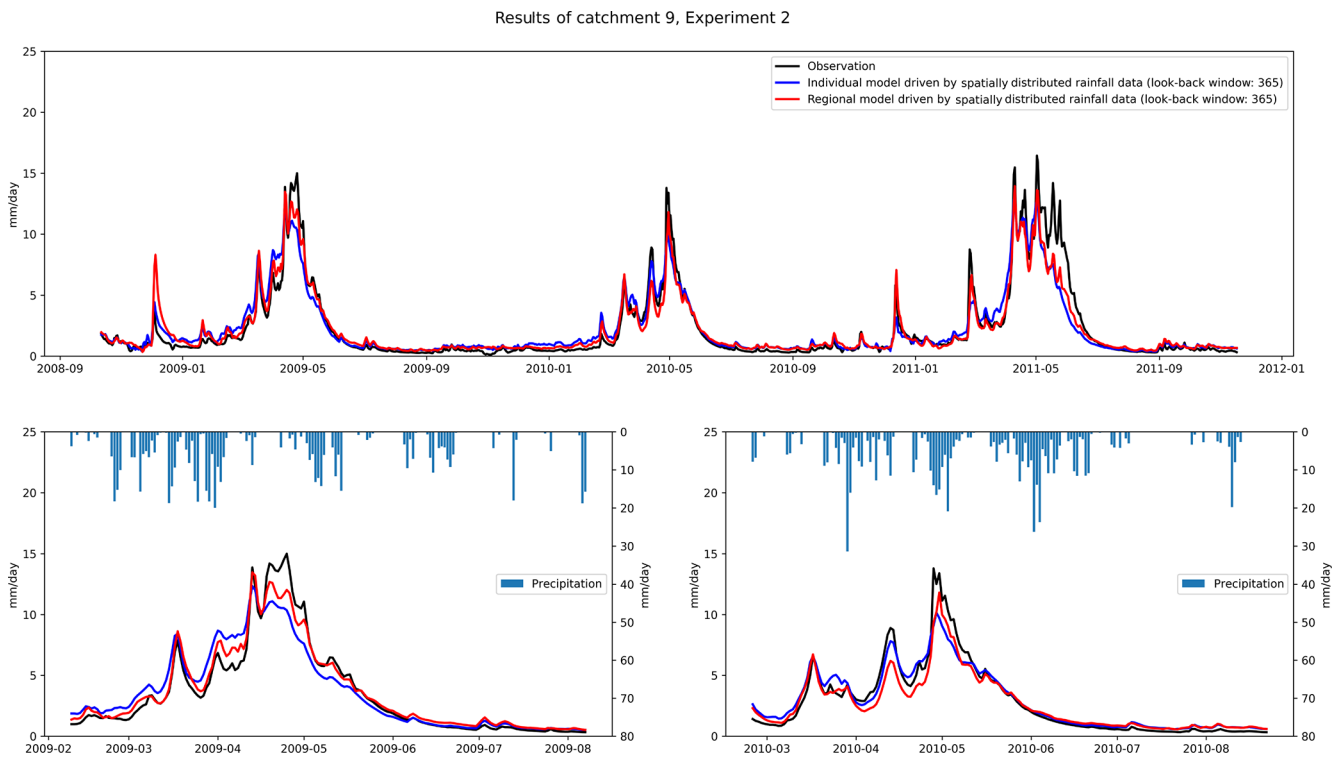 Results of catchment 9, Experiment 2
25
20
15
10
5
0
mm/day
Observation
Individual model driven by spatially distributed rainfall data (look-back window: 365)
Regional model driven by spatially distributed rainfall data (look-back window: 365)
2008-09 2009-01 2009-05 2009-09 2010-01 2010-05 2010-09 2011-01 2011-05 2011-09 2012-01
25
20
15
10
5
0
mm/day
Precipitation
0
10
20
30
40
50
60
70
80
mm/day
2009-02 2009-03 2009-04 2009-05 2009-06 2009-07 2009-08
25
20
15
10
5
0
mm/day
Precipitation
0
10
20
30
40
50
60
70
80
mm/day
2010-03 2010-04 2010-05 2010-06 2010-07 2010-08